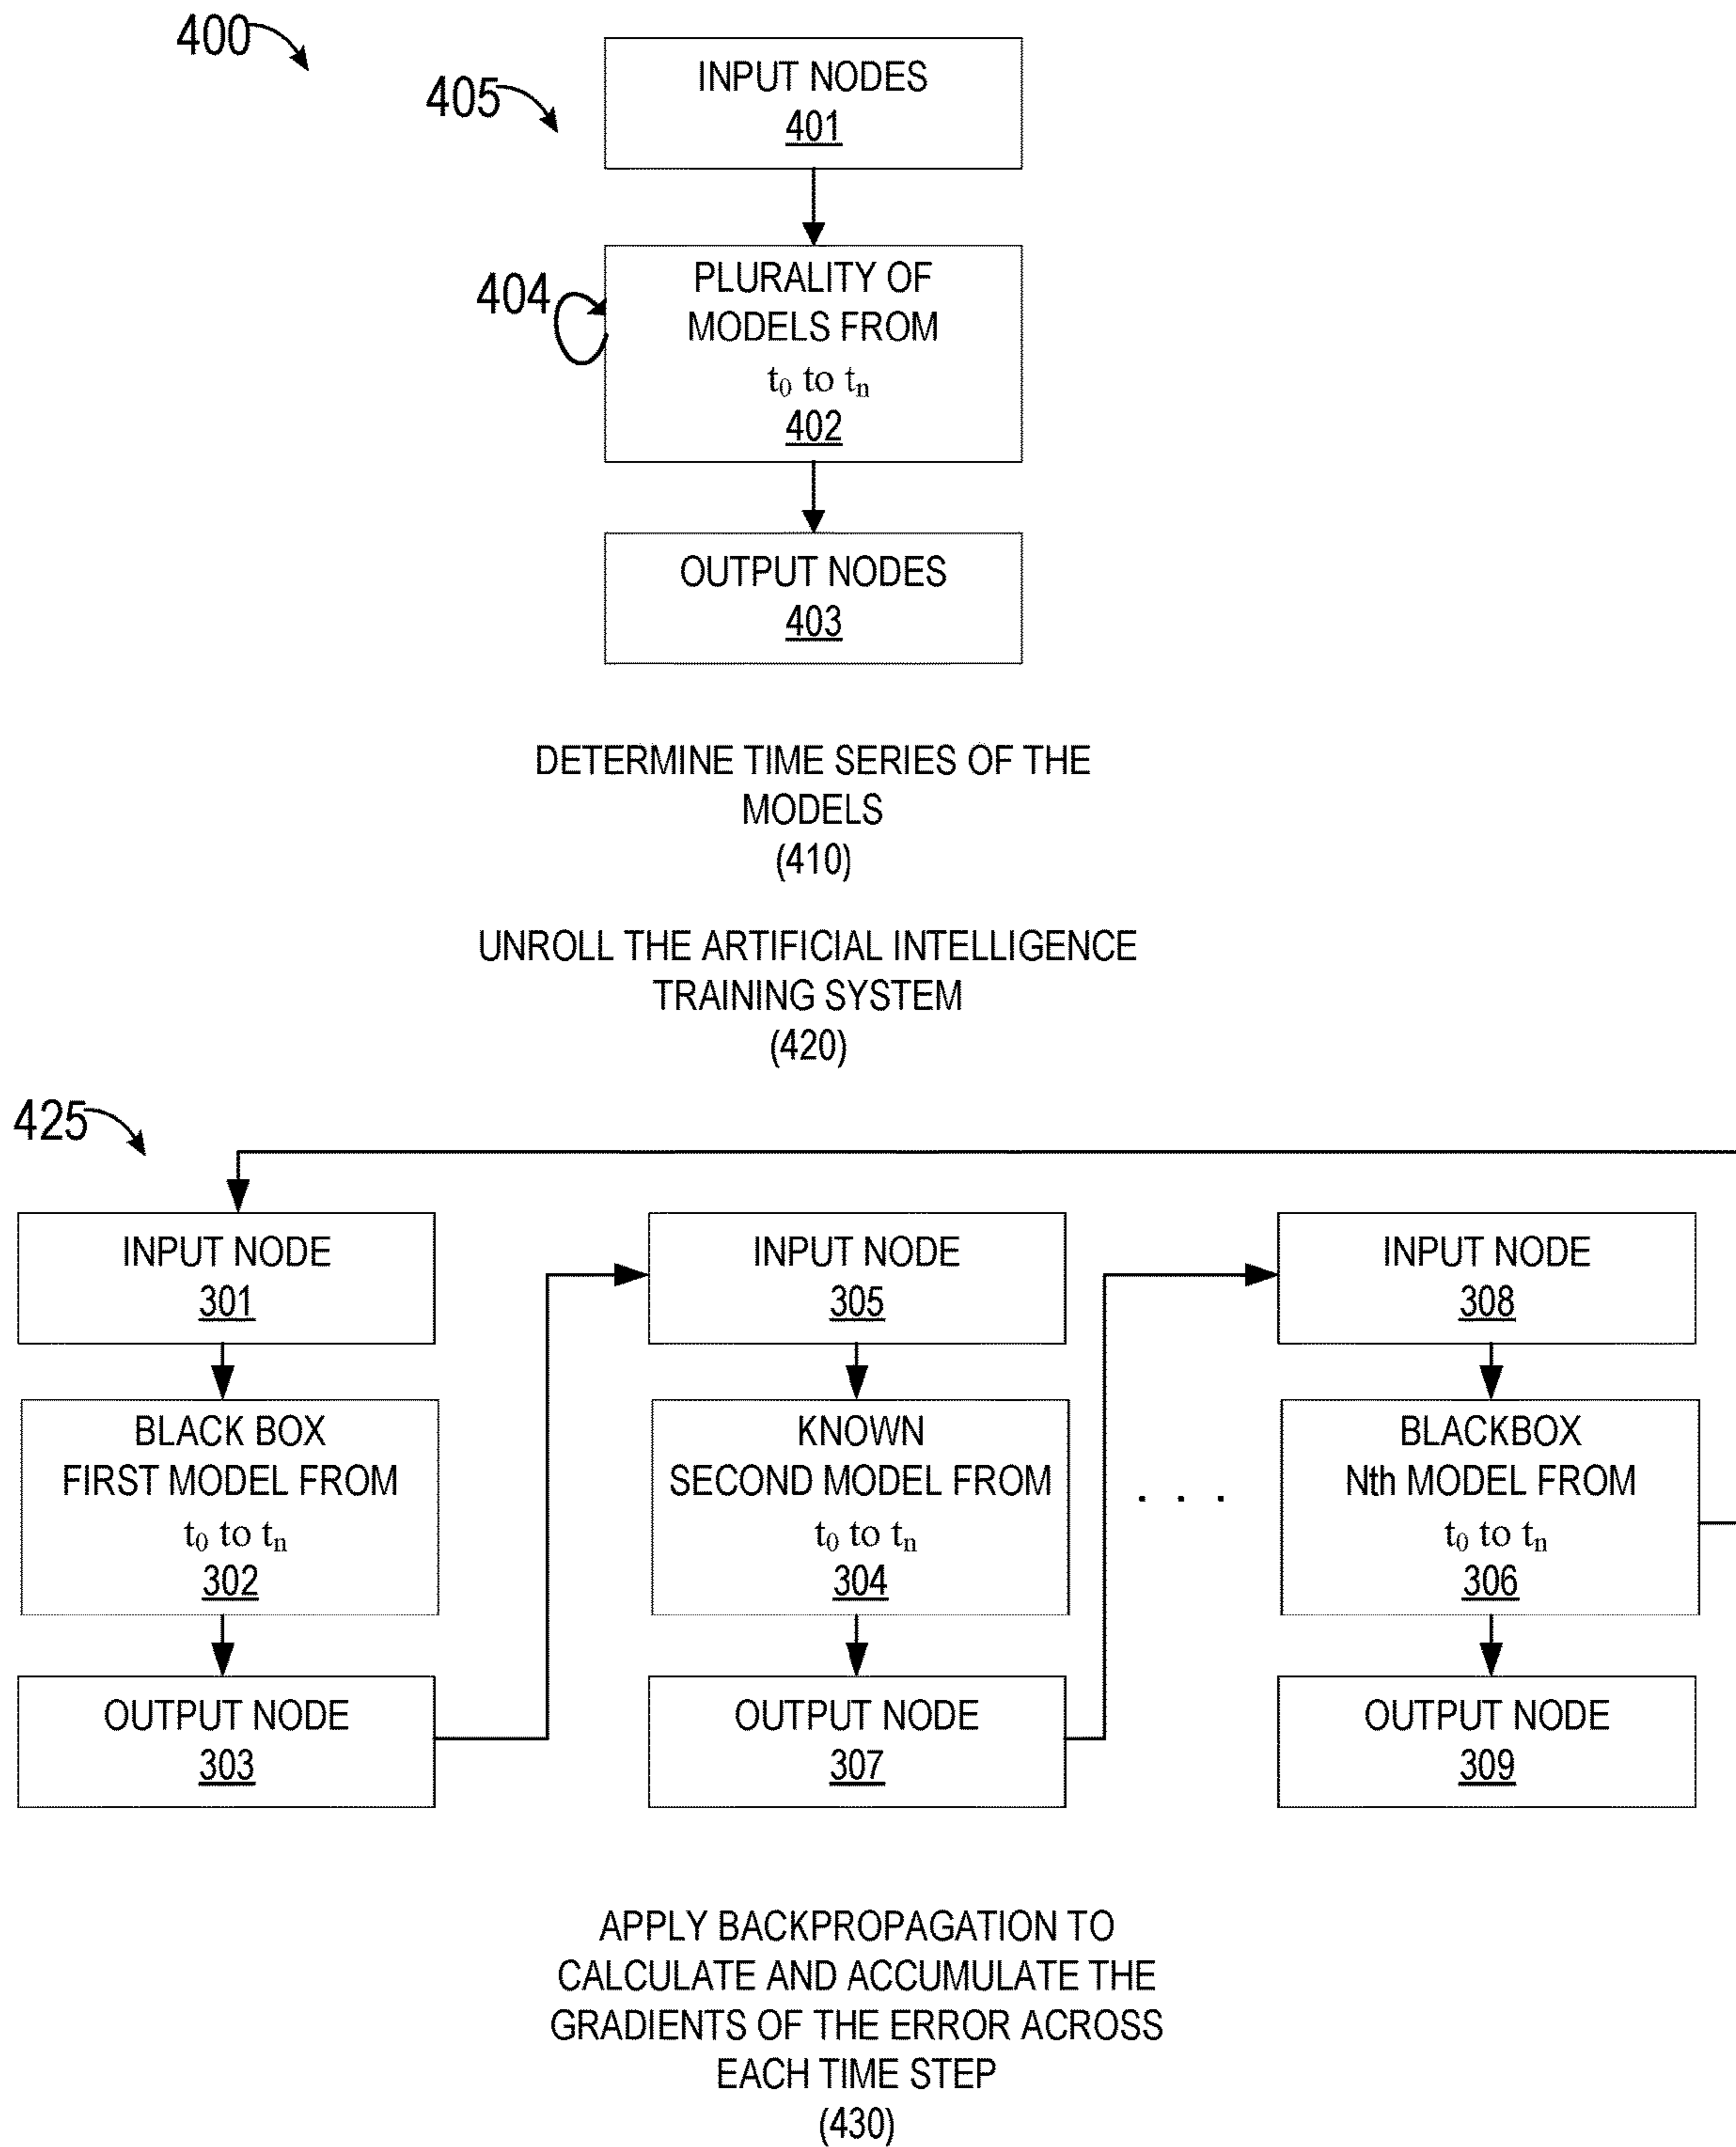 400
405
INPUT NODES
401
404
PLURALITY OF
MODELS FROM
t0 to tn
402
OUTPUT NODES
403
DETERMINE TIME SERIES OF THE
MODELS
(410)
UNROLL THE ARTIFICIAL INTELLIGENCE
TRAINING SYSTEM
(420)
425
INPUT NODE
301
BLACK BOX
FIRST MODEL FROM
t0 to tn
302
OUTPUT NODE
303
INPUT NODE
305
KNOWN
SECOND MODEL FROM
t0 to tn
304
OUTPUT NODE
307
. . .
INPUT NODE
308
BLACKBOX
Nth MODEL FROM
t0 to tn
306
OUTPUT NODE
309
APPLY BACKPROPAGATION TO
CALCULATE AND ACCUMULATE THE
GRADIENTS OF THE ERROR ACROSS
EACH TIME STEP
(430)